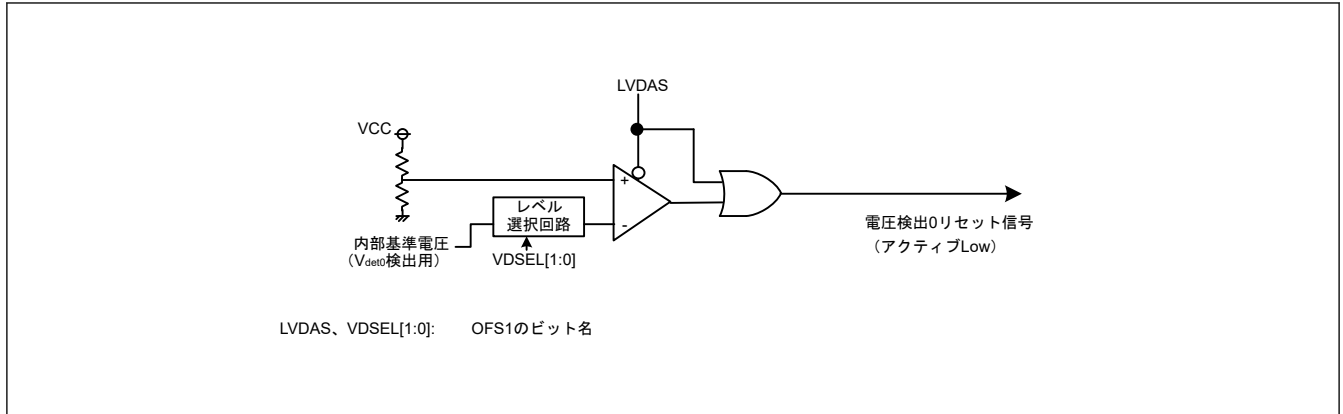 LVDAS
VCC
+
レベル
選択回路
-
内部基準電圧
（Vdet0検出用）
VDSEL[1:0]
電圧検出0リセット信号
（アクティブLow）
LVDAS、VDSEL[1:0]: OFS1のビット名